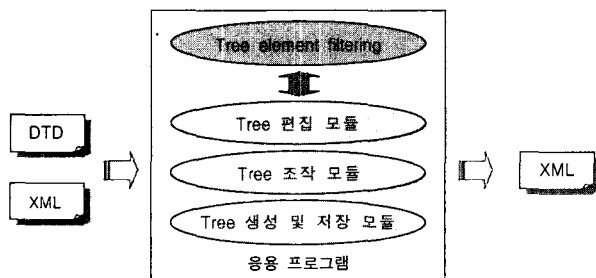 Tree element filtering
Tree 편집 모듈
DTD
Tree 조작 모듈
XML
XML
Tree 생성 및 저장 모듈
응용 프로그램